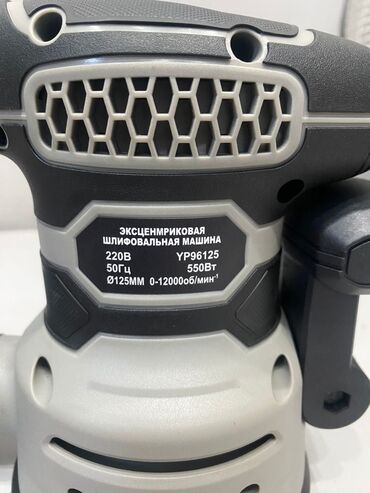 ЭКСЦЕНМРИКОВАЯ
ШЛИФОВАЛЬНАЯ МАШИНА
220В YP96125
50Гц 550Вт
Ø125ММ 0-12000об/мин⁻¹